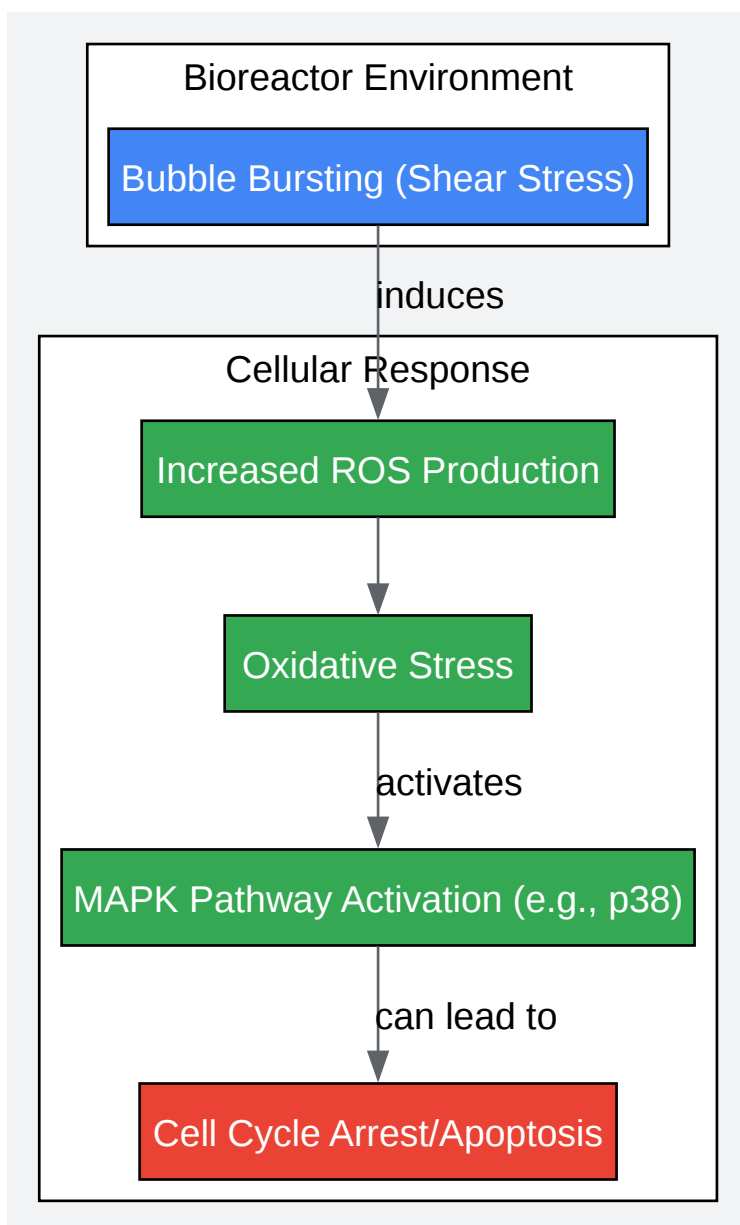 Bioreactor Environment
Bubble Bursting (Shear Stress)
induces
Cellular Response
Increased ROS Production
Oxidative Stress
activates
MAPK Pathway Activation (e.g., p38)
can lead to
Cell Cycle Arrest/Apoptosis